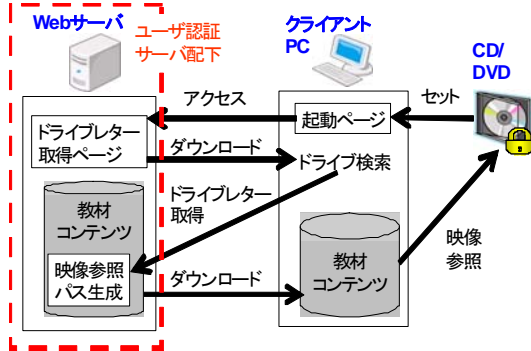 Webサーバ
ユーザ認証
サーバ配下
クライアント
PC
CD/
DVD
アクセス
セット
ドライブレター
取得ページ
起動ページ
ダウンロード
ドライブ検索
ドライブレター
取得
教材
コンテンツ
映像参照
パス生成
ダウンロード
教材
コンテンツ
映像
参照